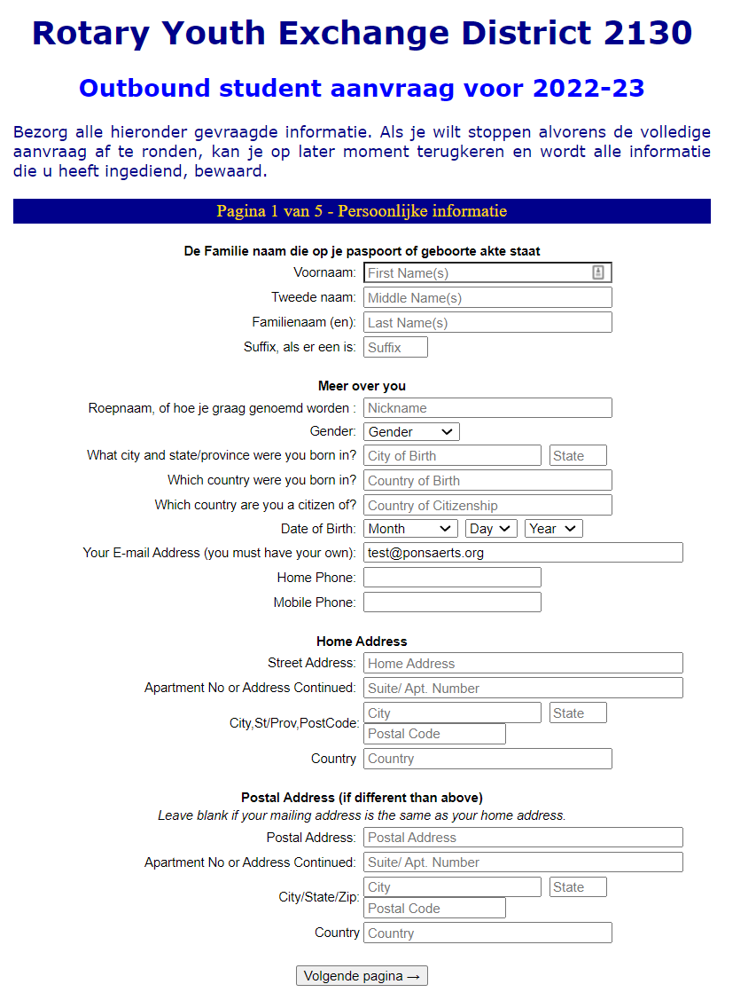 Rotary Youth Exchange District 2130
Outbound student aanvraag voor 2022-23
Bezorg alle hieronder gevraagde informatie. Als je wilt stoppen alvorens de volledige
aanvraag af te ronden, kan je op later moment terugkeren en wordt alle informatie
die u heeft ingediend, bewaard.
Pagina 1 van 5 - Persoonlijke informatie
De Familie naam die op je paspoort of geboorte akte staat
Voornaam: First Name(s)
Tweede naam: Middle Name(s)
Familienaam (en): Last Name(s)
Suffix, als er een is: Suffix
Meer over you
Roepnaam, of hoe je graag genoemd worden : Nickname
Gender: Gender
What city and state/province were you born in? City of Birth State
Which country were you born in? Country of Birth
Which country are you a citizen of? Country of Citizenship
Date of Birth: Month Day Year
Your E-mail Address (you must have your own): test@ponsaerts.org
Home Phone:
Mobile Phone:
Home Address
Street Address: Home Address
Apartment No or Address Continued: Suite/ Apt. Number
City,St/Prov,PostCode: City State
Postal Code
Country Country
Postal Address (if different than above)
Leave blank if your mailing address is the same as your home address.
Postal Address: Postal Address
Apartment No or Address Continued: Suite/ Apt. Number
City/State/Zip: City State
Postal Code
Country Country
Volgende pagina →